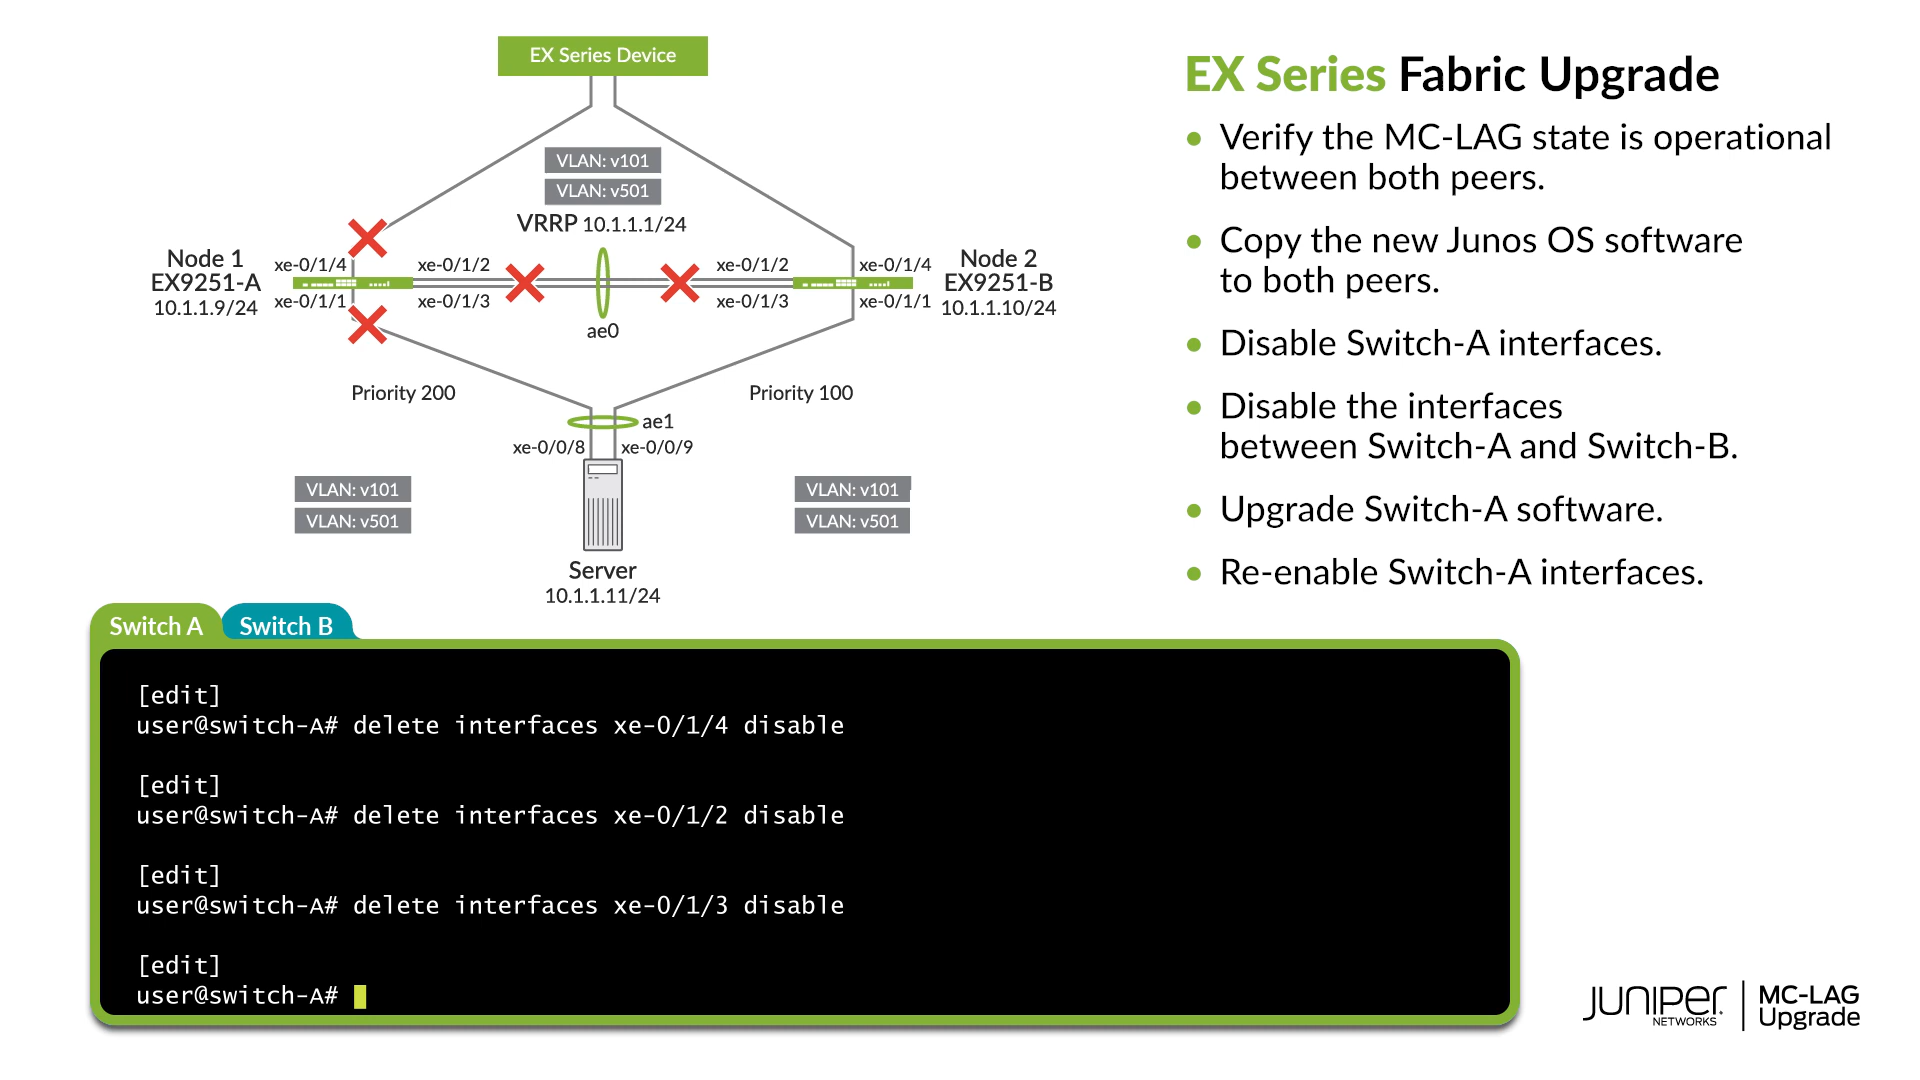 EX Series Device
VLAN: v101
VLAN: v501
VRRP 10.1.1.1/24
Node 1
EX9251-A
10.1.1.9/24
xe-0/1/4
xe-0/1/1
xe-0/1/2
xe-0/1/3
ae0
xe-0/1/2
xe-0/1/3
xe-0/1/4
xe-0/1/1
Node 2
EX9251-B
10.1.1.10/24
Priority 200
Priority 100
ae1
xe-0/0/8
xe-0/0/9
VLAN: v101
VLAN: v501
VLAN: v101
VLAN: v501
Server
10.1.1.11/24
EX Series Fabric Upgrade
• Verify the MC-LAG state is operational
between both peers.
• Copy the new Junos OS software
to both peers.
• Disable Switch-A interfaces.
• Disable the interfaces
between Switch-A and Switch-B.
• Upgrade Switch-A software.
• Re-enable Switch-A interfaces.
Switch A
Switch B
[edit]
user@switch-A# delete interfaces xe-0/1/4 disable
[edit]
user@switch-A# delete interfaces xe-0/1/2 disable
[edit]
user@switch-A# delete interfaces xe-0/1/3 disable
[edit]
user@switch-A#
JUNIPER
NETWORKS
MC-LAG
Upgrade